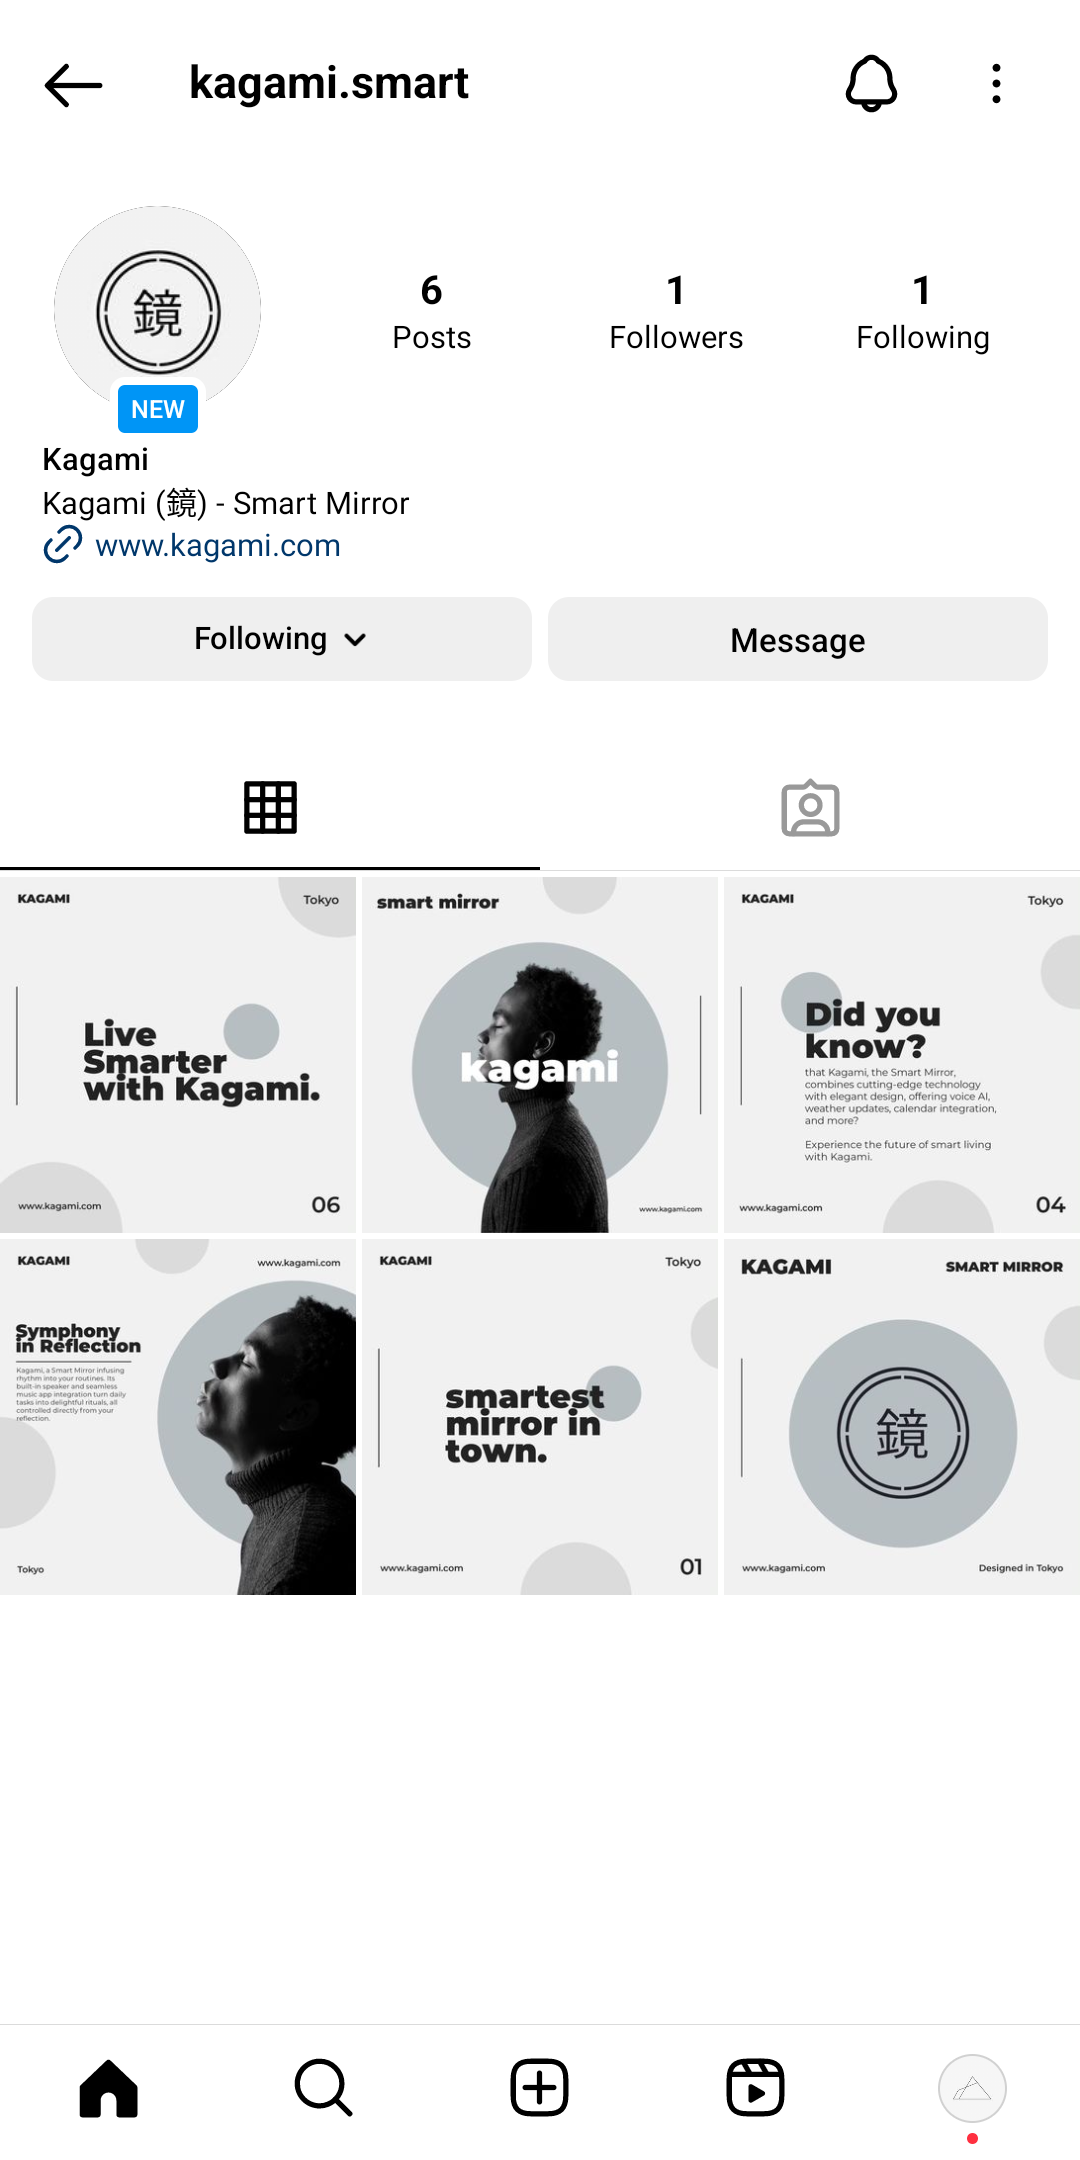 kagami.smart
鏡
NEW
6
Posts
1
Followers
1
Following
Kagami
Kagami (鏡) - Smart Mirror
www.kagami.com
Following
Message
KAGAMI
Tokyo
Live
Smarter
with Kagami.
www.kagami.com
06
smart mirror
kagami
www.kagami.com
KAGAMI
Tokyo
Did you
know?
that Kagami, the Smart Mirror,
combines cutting-edge technology
with elegant design, offering voice AI,
weather updates, calendar integration,
and more?
Experience the future of smart living
with Kagami.
www.kagami.com
04
KAGAMI
www.kagami.com
Symphony
in Reflection
Kagami, a Smart Mirror infusing
rhythm into your routines. Its
built-in speaker and seamless
music app integration turn daily
tasks into delightful rituals, all
controlled directly from your
reflection.
Tokyo
KAGAMI
Tokyo
smartest
mirror in
town.
www.kagami.com
01
KAGAMI
SMART MIRROR
鏡
www.kagami.com
Designed in Tokyo